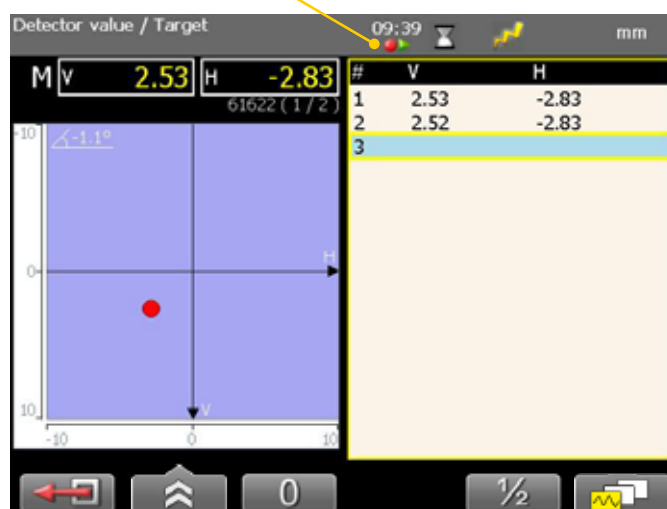 Detector value / Target 09:39 mm
M V 2.53 H -2.83
61622 ( 1 / 2 )
# V H
1 2.53 -2.83
2 2.52 -2.83
3
-10 -1.1°
H
0
10 V
-10 0 10
0 ½